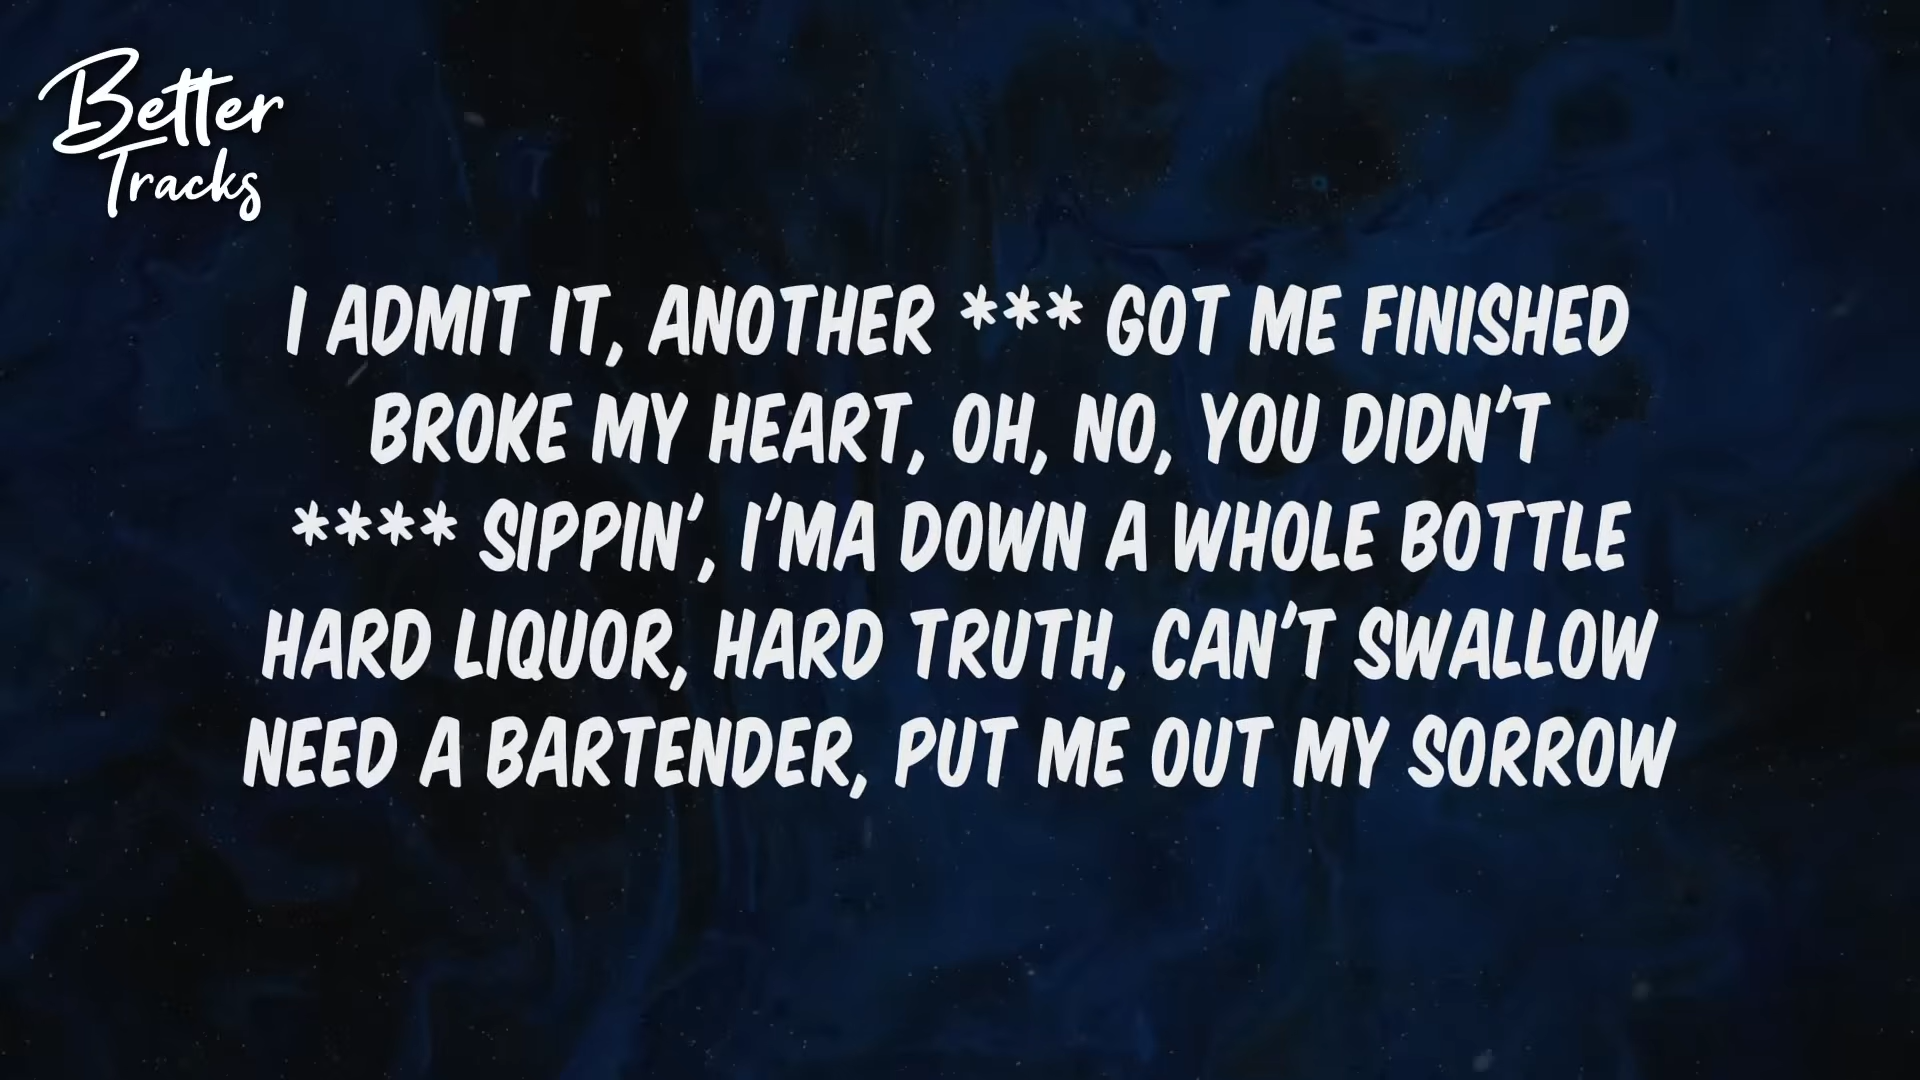 Better
Tracks
I ADMIT IT, ANOTHER *** GOT ME FINISHED
BROKE MY HEART, OH, NO, YOU DIDN'T
**** SIPPIN', I'MA DOWN A WHOLE BOTTLE
HARD LIQUOR, HARD TRUTH, CAN'T SWALLOW
NEED A BARTENDER, PUT ME OUT MY SORROW